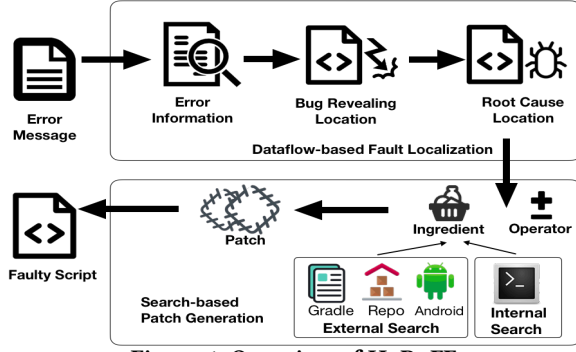 Error
Message
Error
Information
Bug Revealing
Location
Root Cause
Location
Dataflow-based Fault Localization
Faulty Script
Patch
Ingredient
Operator
Search-based
Patch Generation
Gradle Repo Android
External Search
Internal
Search